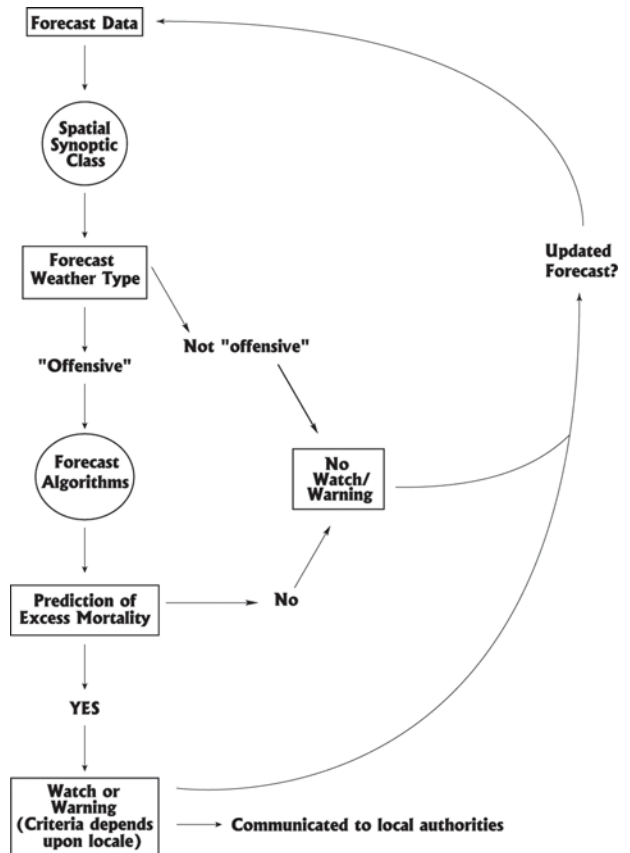 Forecast Data
Spatial
Synoptic
Class
Forecast
Weather Type
Updated
Forecast?
Not "offensive"
"Offensive"
Forecast
Algorithms
No
Watch/
Warning
Prediction of
Excess Mortality
No
YES
Watch or
Warning
(Criteria depends
upon locale)
Communicated to local authorities